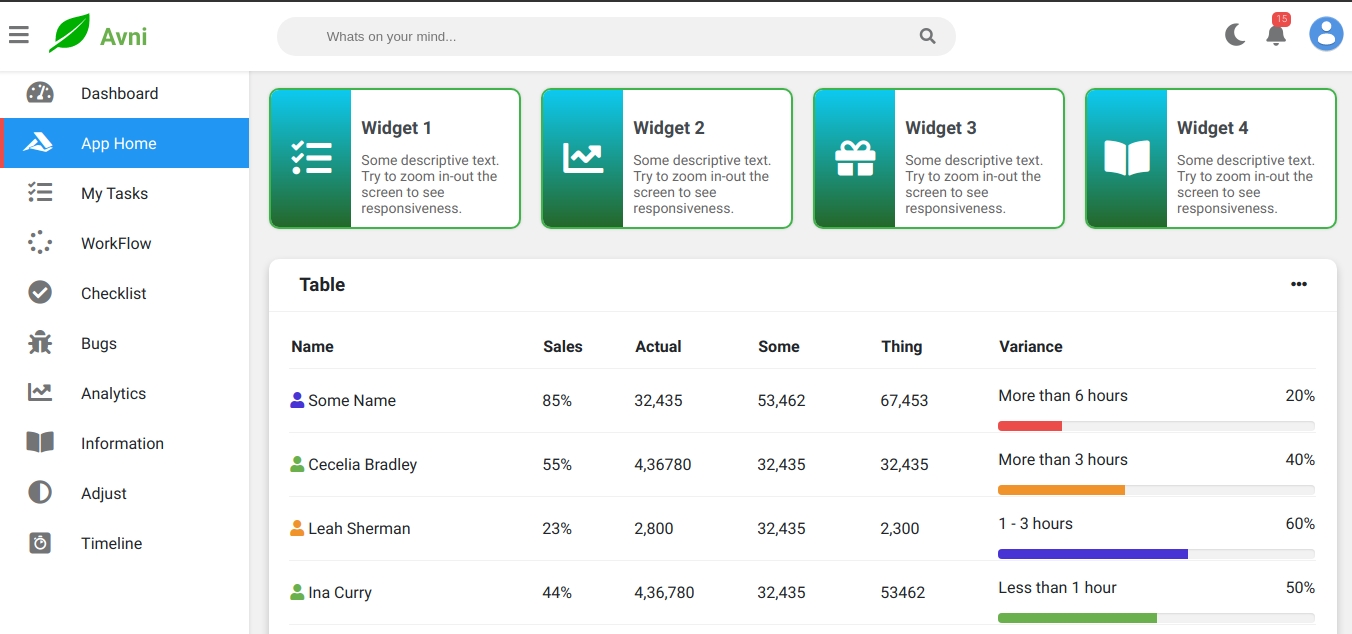 Avni
Whats on your mind...
15
Dashboard
App Home
My Tasks
WorkFlow
Checklist
Bugs
Analytics
Information
Adjust
Timeline
Widget 1
Some descriptive text.
Try to zoom in-out the
screen to see
responsiveness.
Widget 2
Some descriptive text.
Try to zoom in-out the
screen to see
responsiveness.
Widget 3
Some descriptive text.
Try to zoom in-out the
screen to see
responsiveness.
Widget 4
Some descriptive text.
Try to zoom in-out the
screen to see
responsiveness.
Table
Name Sales Actual Some Thing Variance
Some Name 85% 32,435 53,462 67,453 More than 6 hours 20%
Cecelia Bradley 55% 4,36780 32,435 32,435 More than 3 hours 40%
Leah Sherman 23% 2,800 32,435 2,300 1 - 3 hours 60%
Ina Curry 44% 4,36,780 32,435 53462 Less than 1 hour 50%